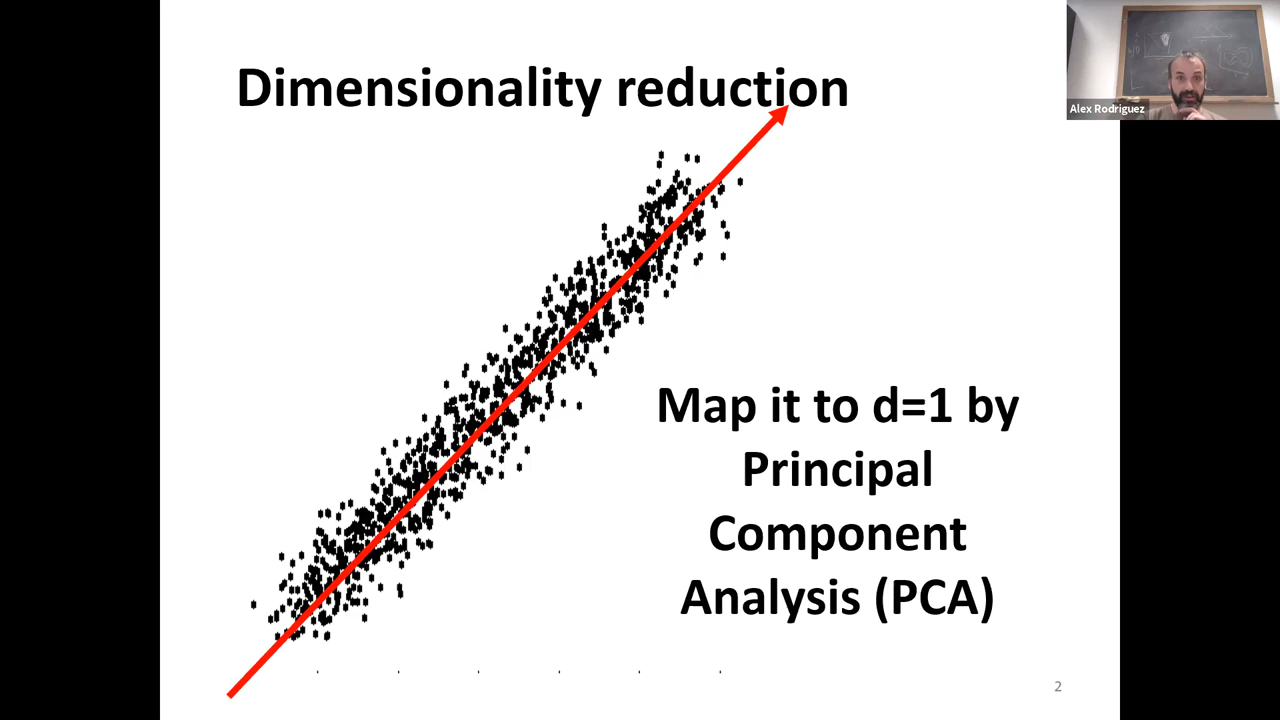 Dimensionality reduction
Alex Rodriguez
Map it to d=1 by
Principal
Component
Analysis (PCA)
2